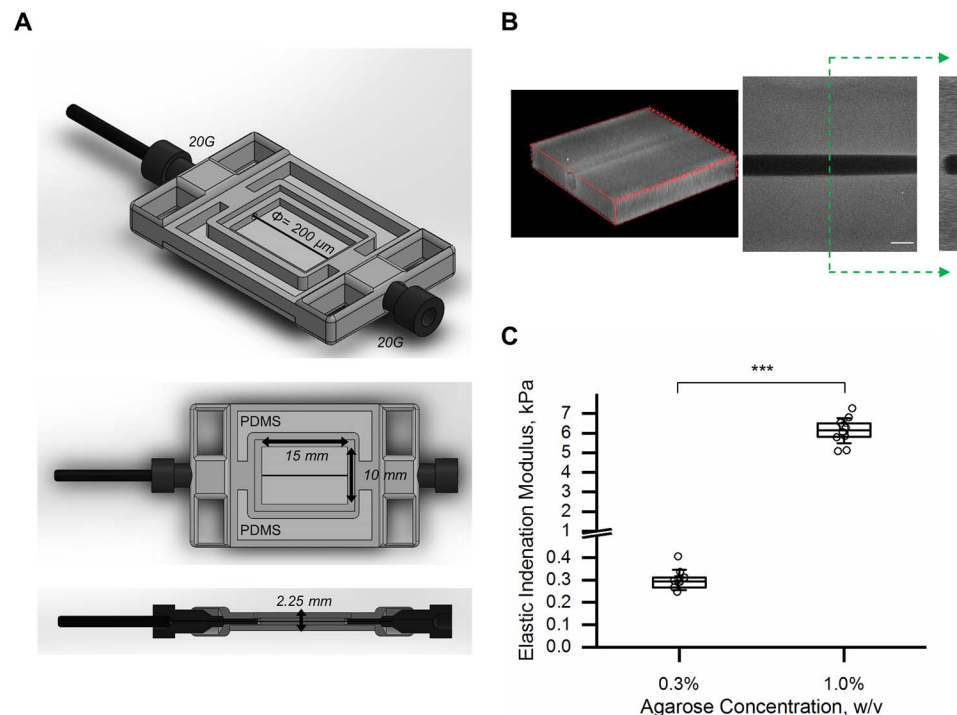 A
20G
Φ= 200 μm
20G
PDMS
15 mm
10 mm
PDMS
2.25 mm
B
C
***
Elastic Indenation Modulus, kPa
7
6
5
4
3
2
1
0.4
0.3
0.2
0.1
0.0
0.3%
1.0%
Agarose Concentration, w/v